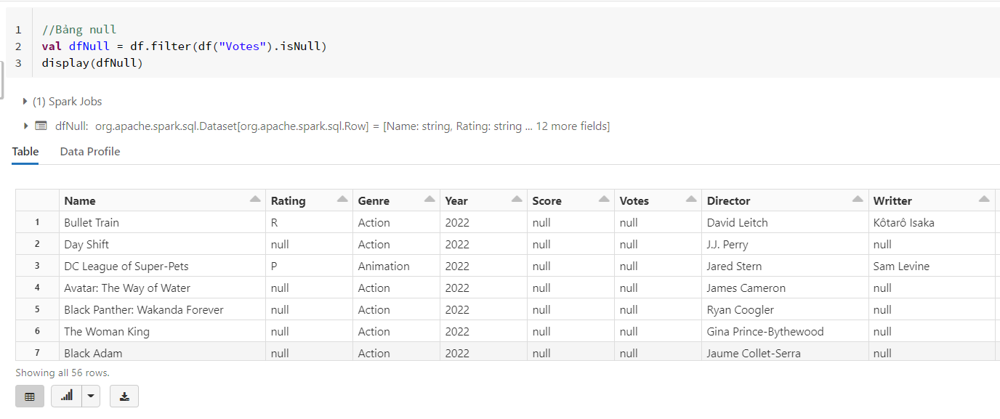 1 //Bảng null
2 val dfNull = df.filter(df("Votes").isNull)
3 display(dfNull)
(1) Spark Jobs
dfNull: org.apache.spark.sql.Dataset[org.apache.spark.sql.Row] = [Name: string, Rating: string ... 12 more fields]
Table Data Profile
Name Rating Genre Year Score Votes Director Writter
1 Bullet Train R Action 2022 null null David Leitch Kôtarô Isaka
2 Day Shift null Action 2022 null null J.J. Perry null
3 DC League of Super-Pets P Animation 2022 null null Jared Stern Sam Levine
4 Avatar: The Way of Water null Action 2022 null null James Cameron null
5 Black Panther: Wakanda Forever null Action 2022 null null Ryan Coogler null
6 The Woman King null Action 2022 null null Gina Prince-Bythewood null
7 Black Adam null Action 2022 null null Jaume Collet-Serra null
Showing all 56 rows.